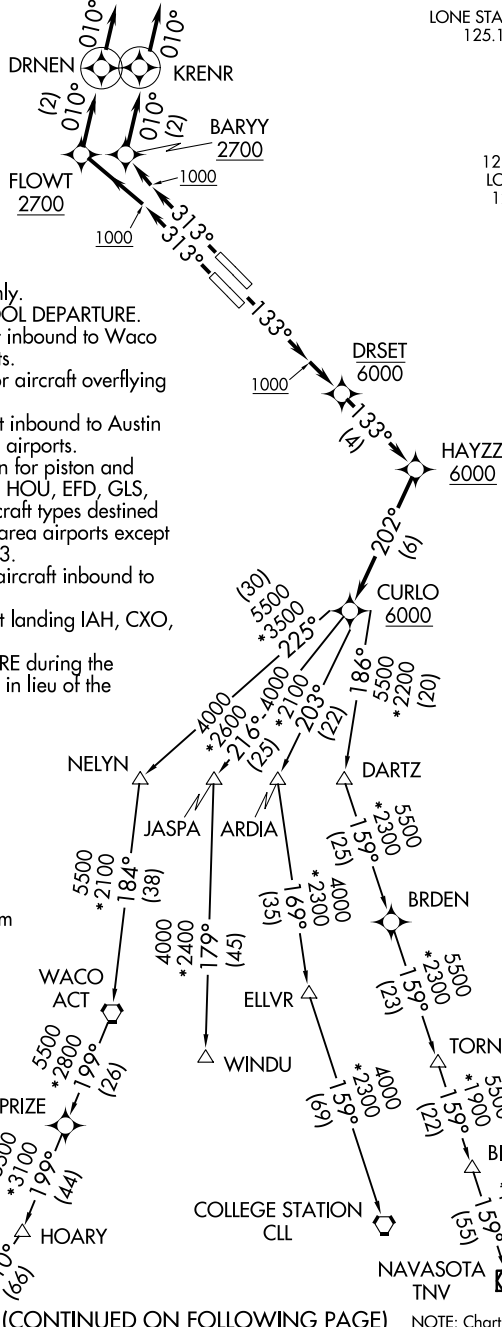 010°
010°
LONE STA
125.1
DRNEN
KRENR
(2)
010°
010°
(2)
BARYY
2700
FLOWT
2700
12
LO
1
1000
1000
313°
313°
nly.
OOL DEPARTURE.
inbound to Waco
ts.
or aircraft overflying
t inbound to Austin
airports.
n for piston and
HOU, EFD, GLS,
craft types destined
area airports except
3.
aircraft inbound to
t landing IAH, CXO,
RE during the
in lieu of the
133°
1000
DRSET
6000
133°
(4)
HAYZZ
6000
202°
(6)
CURLO
6000
(30)
5500
*3500
225°
4000
*2600
216°-4000
*2100
(25)
203°
(22)
186°
5500
*2200
(20)
NELYN
JASPA
ARDIA
DARTZ
5500
*2100
184°
(38)
4000
*2400
179°
(45)
4000
*2300
169°
(35)
5500
*2300
159°
(25)
BRDEN
m
WACO
ACT
ELLVR
WINDU
5500
*2300
159°
(23)
TORN
5500
*2800
199°
(26)
PRIZE
4000
*2300
159°
(69)
5500
*1900
159°
(22)
*3100
199°
(44)
HOARY
(66)
COLLEGE STATION
CLL
159°
(55)
NAVASOTA
TNV
(CONTINUED ON FOLLOWING PAGE)
NOTE: Chart